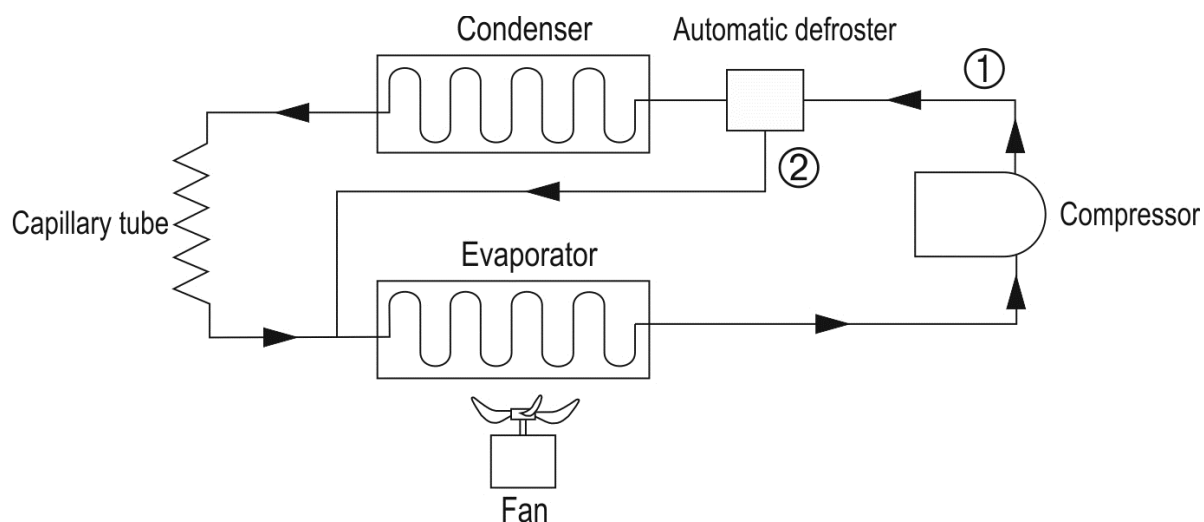 Condenser
Automatic defroster
①
②
Capillary tube
Compressor
Evaporator
Fan